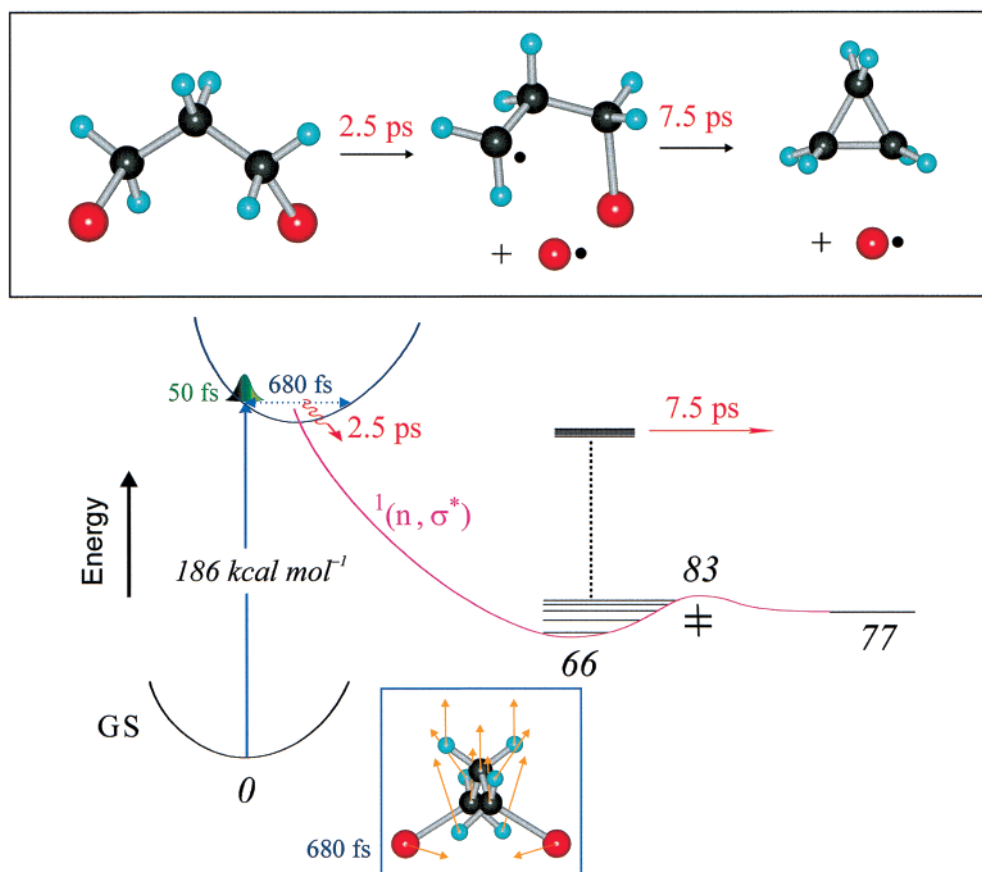 2.5 ps
7.5 ps
+ •
+ •
50 fs
680 fs
2.5 ps
7.5 ps
Energy
¹(n, σ*)
186 kcal mol⁻¹
83
‡
66
77
GS
0
680 fs